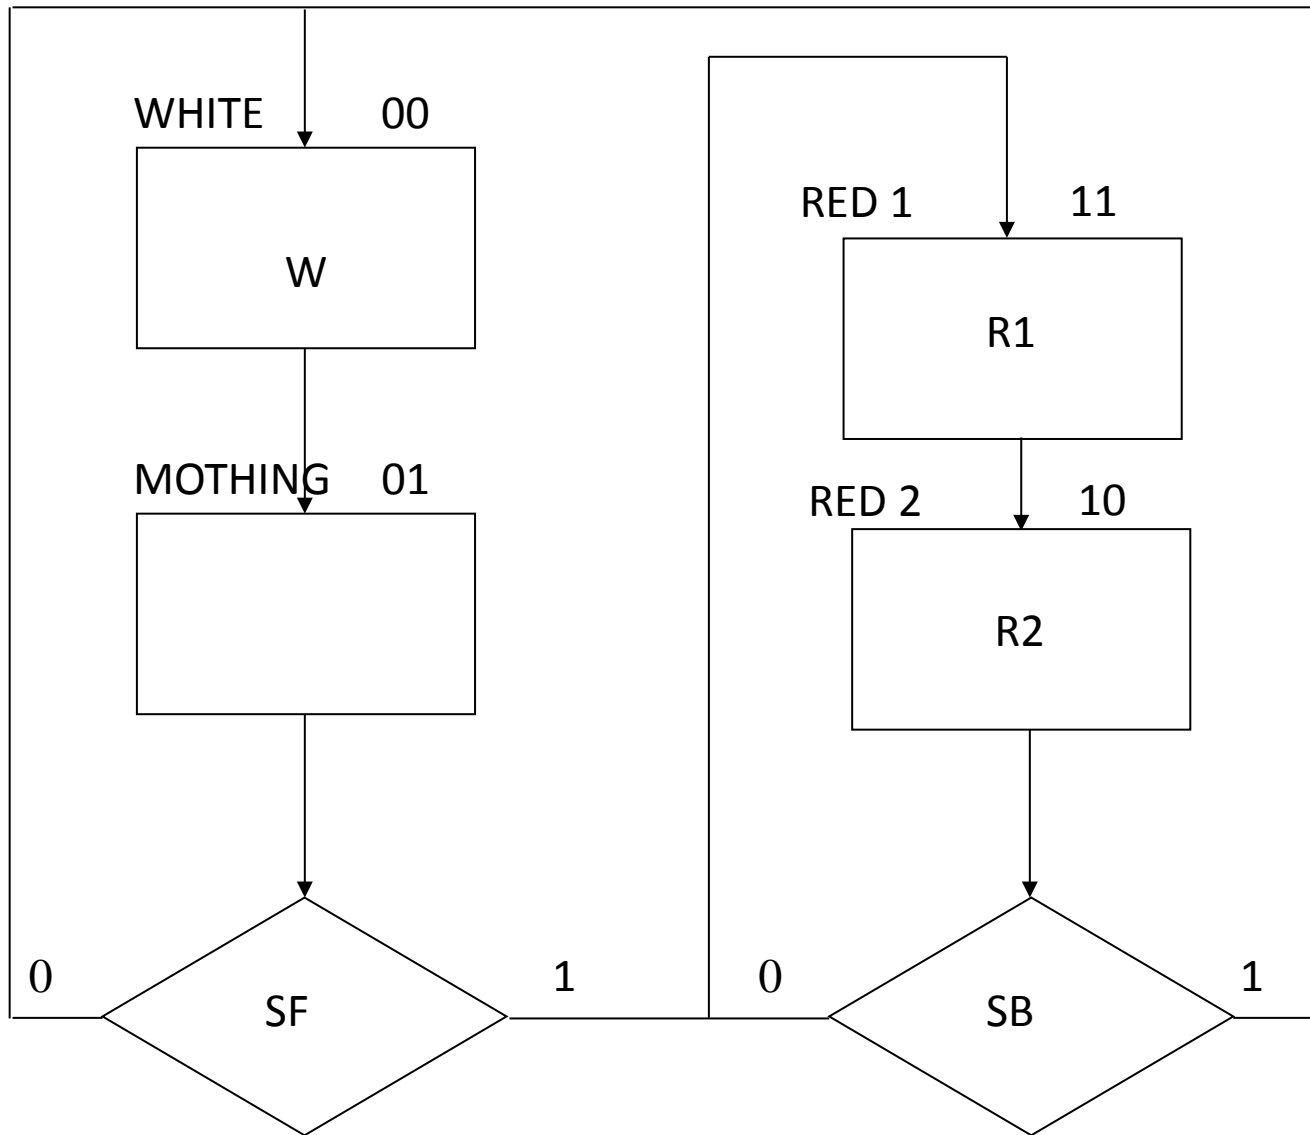 WHITE 00
W
MOTHING 01
0 SF 1
RED 1 11
R1
RED 2 10
R2
0 SB 1